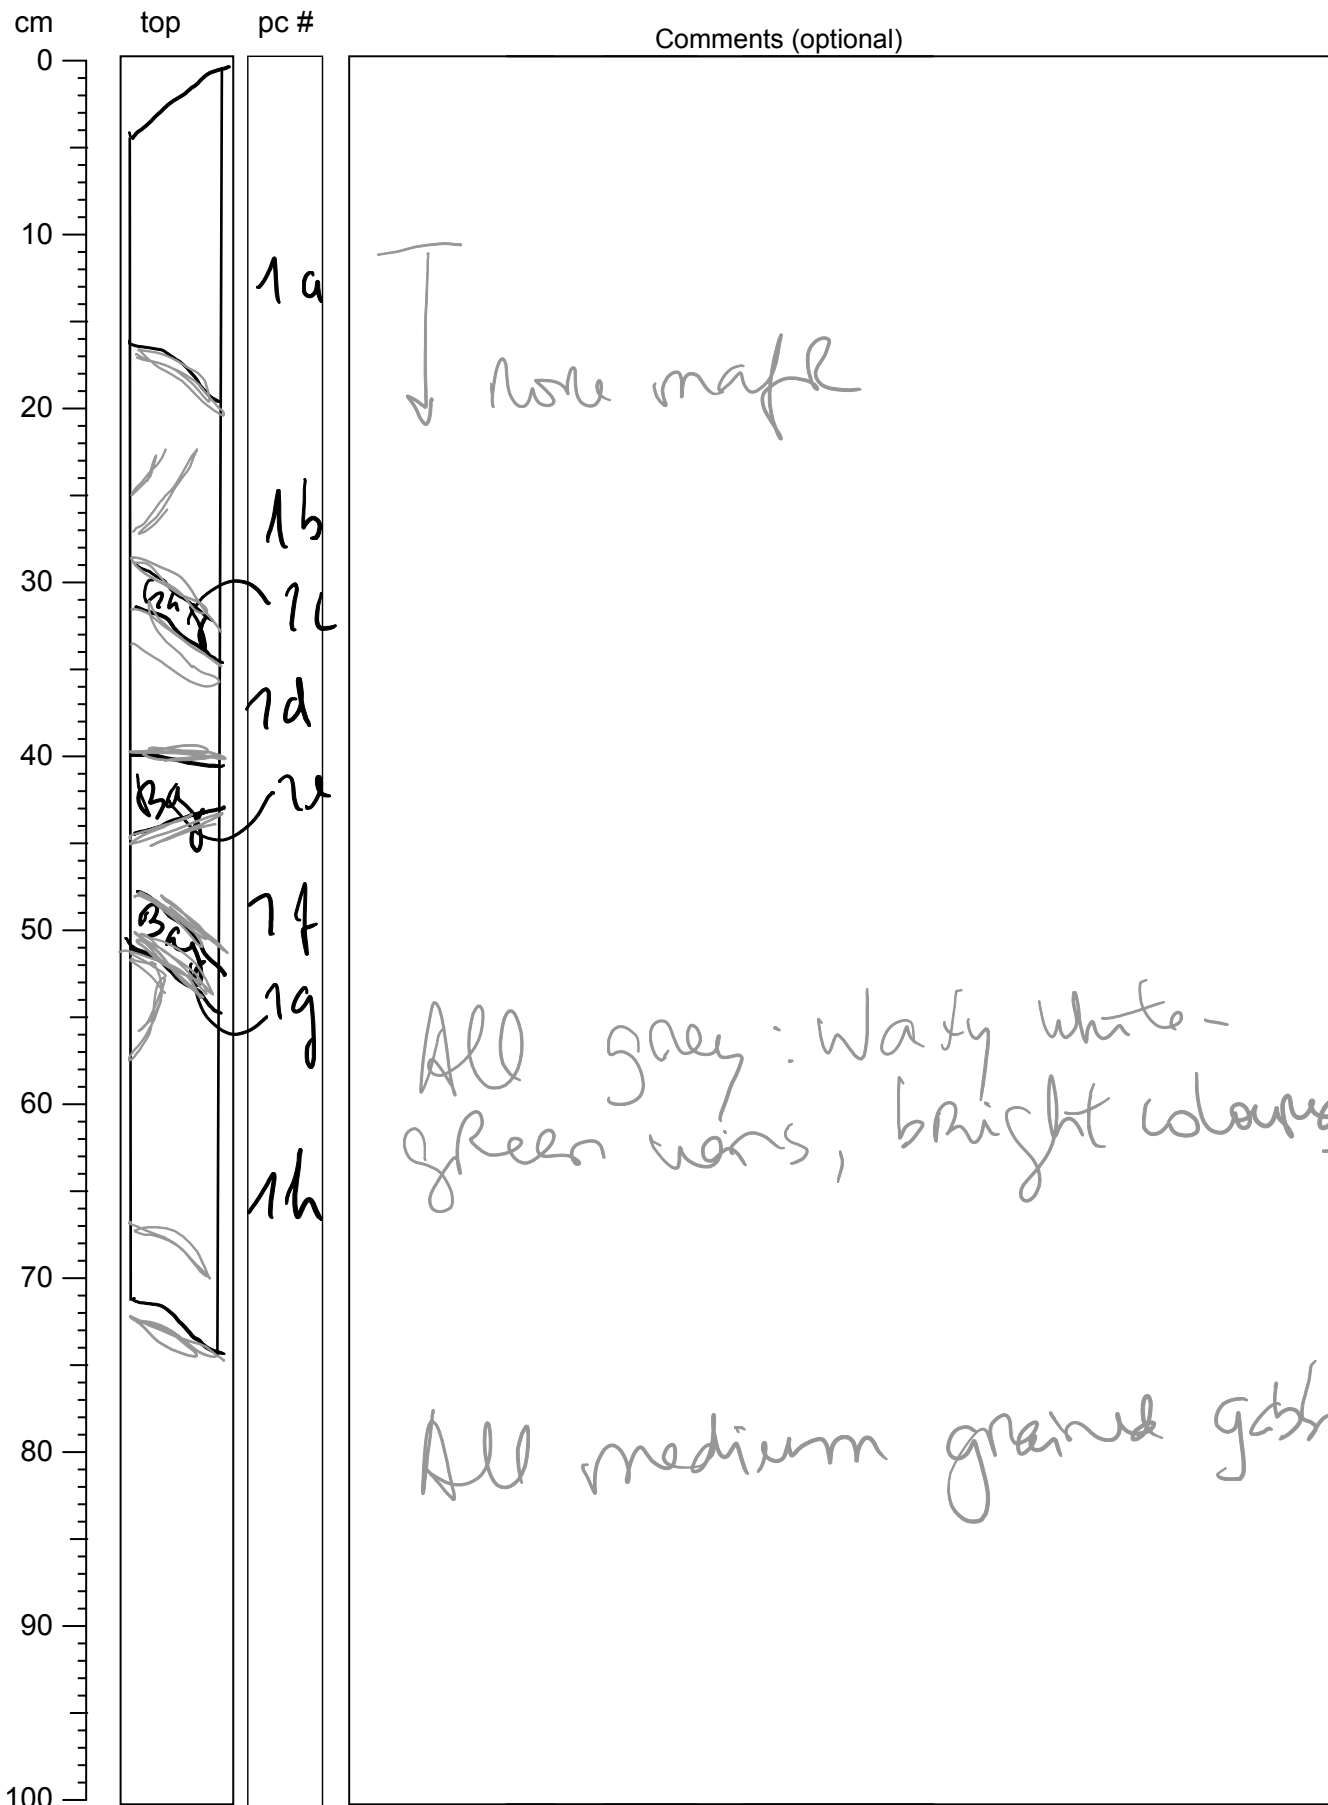 cm top pc # Comments (optional)
0
10
1a
more mafic
20
1b
30
Bag
1c
1d
40
Bag
1e
1f
50
Bag
1g
All grey: Waxy white-
60
green veins, bright colours
1h
70
All medium grained gabb
80
90
100